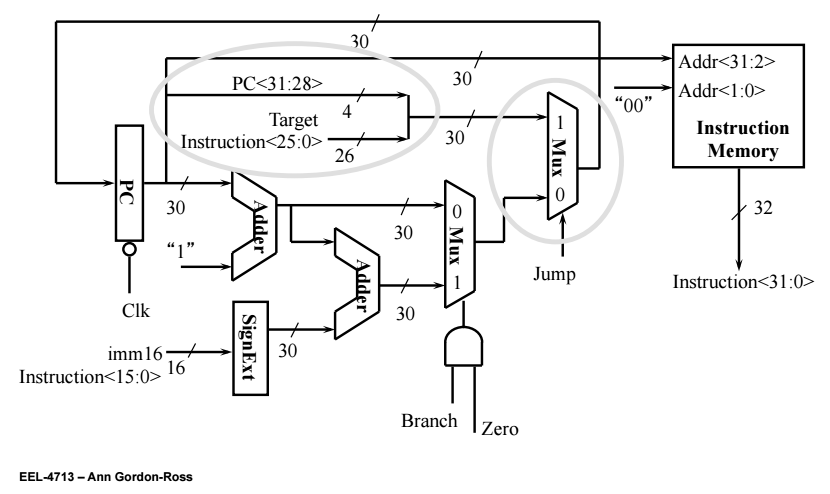 30
30
PC<31:28>
4
Target
Instruction<25:0>
26
30
1
Mux
0
Jump
Addr<31:2>
Addr<1:0>
“00”
Instruction
Memory
32
Instruction<31:0>
PC
30
“1”
Adder
Clk
30
0
Mux
1
Adder
30
SignExt
30
imm16
16
Instruction<15:0>
Branch
Zero
EEL-4713 – Ann Gordon-Ross